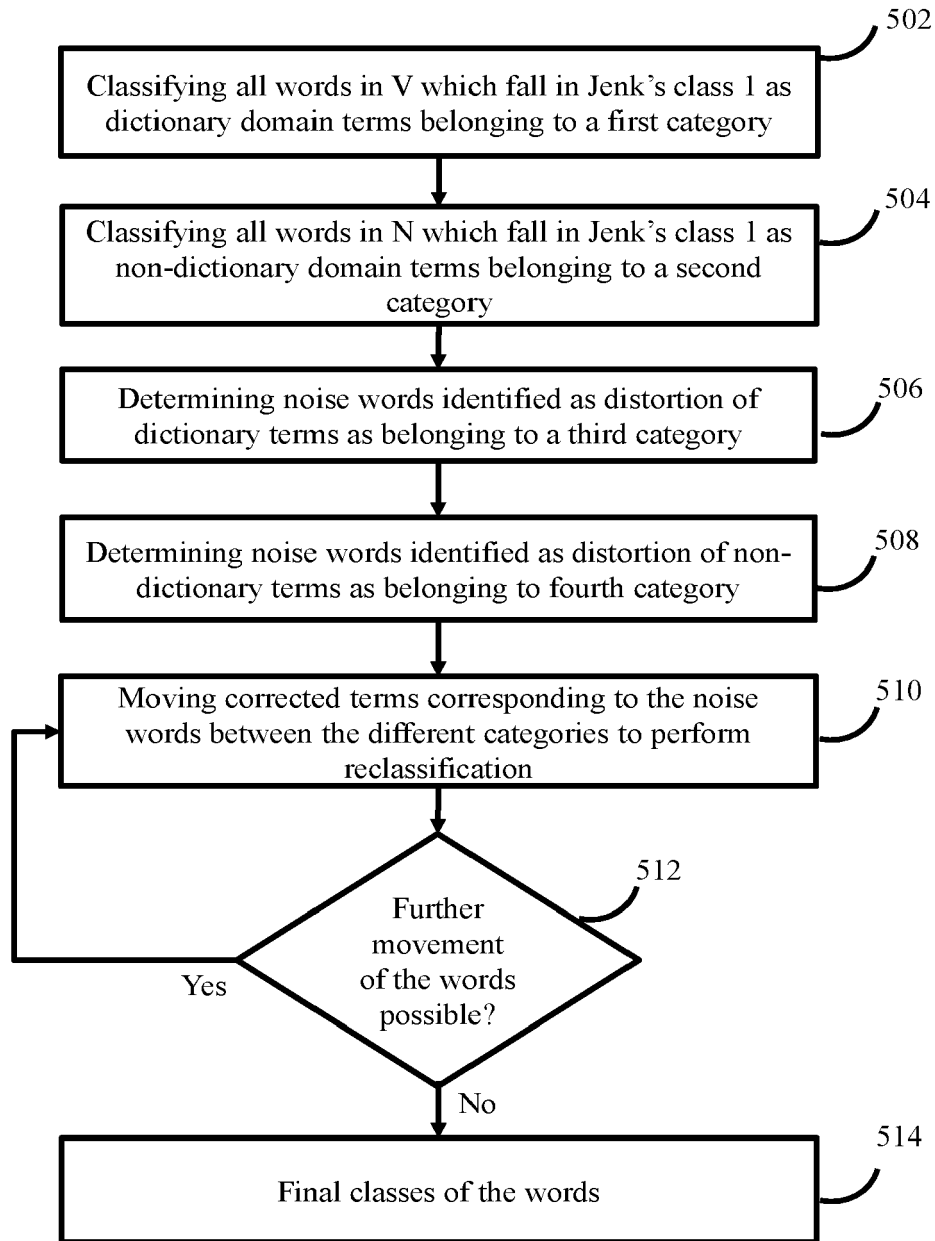 502
Classifying all words in V which fall in Jenk's class 1 as
dictionary domain terms belonging to a first category
504
Classifying all words in N which fall in Jenk's class 1 as
non-dictionary domain terms belonging to a second
category
506
Determining noise words identified as distortion of
dictionary terms as belonging to a third category
508
Determining noise words identified as distortion of non-
dictionary terms as belonging to fourth category
510
Moving corrected terms corresponding to the noise
words between the different categories to perform
reclassification
512
Further
movement
of the words
possible?
Yes
No
514
Final classes of the words